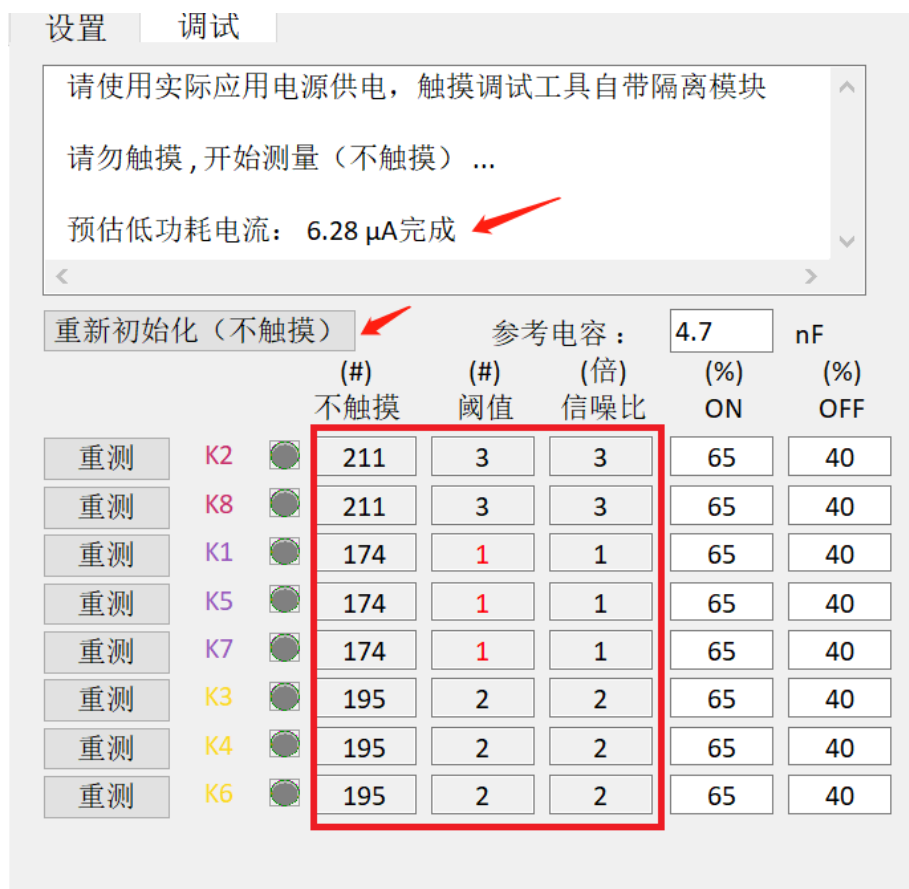 设置 调试
请使用实际应用电源供电，触摸调试工具自带隔离模块
请勿触摸 , 开始测量（不触摸）...
预估低功耗电流： 6.28 µA完成
重新初始化（不触摸） 参考电容： 4.7 nF
(#) (#) (倍) (%) (%)
不触摸 阈值 信噪比 ON OFF
重测 K2 211 3 3 65 40
重测 K8 211 3 3 65 40
重测 K1 174 1 1 65 40
重测 K5 174 1 1 65 40
重测 K7 174 1 1 65 40
重测 K3 195 2 2 65 40
重测 K4 195 2 2 65 40
重测 K6 195 2 2 65 40